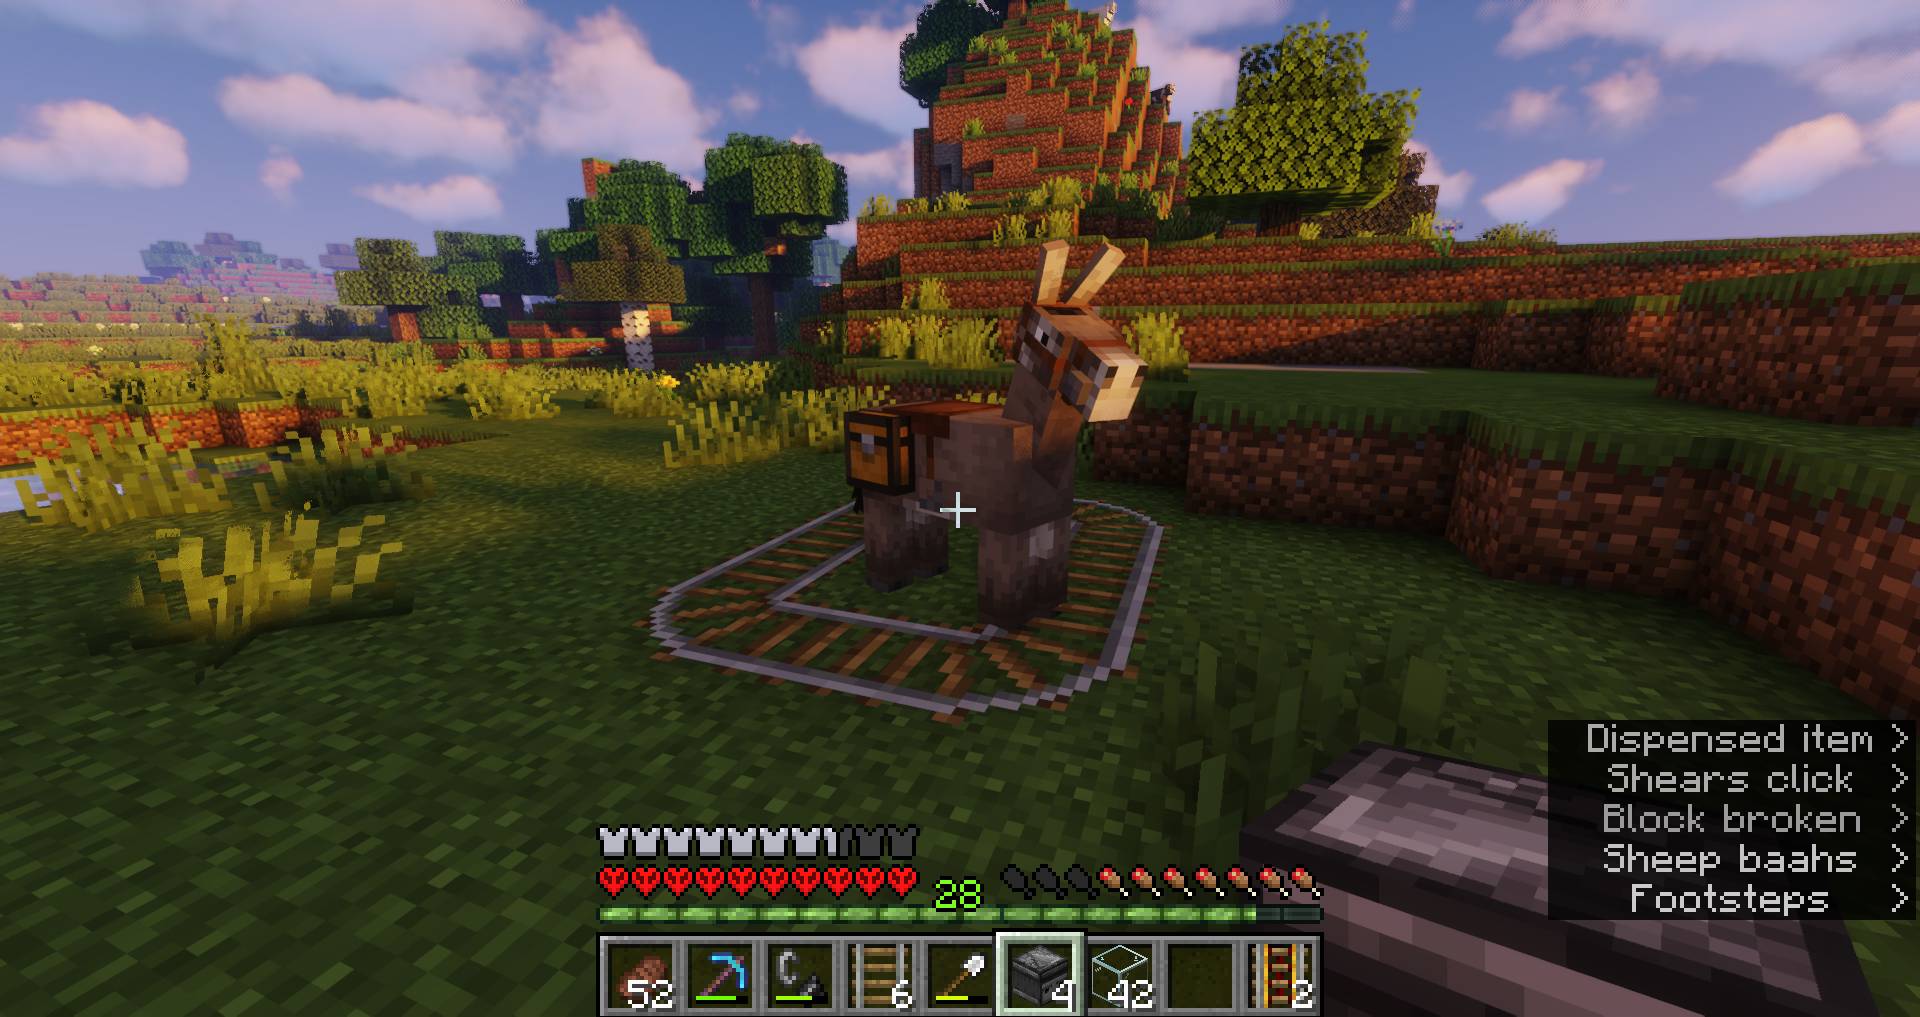 Dispensed item >
Shears click >
Block broken >
Sheep baahs >
Footsteps >
28
52
6
4
42
2